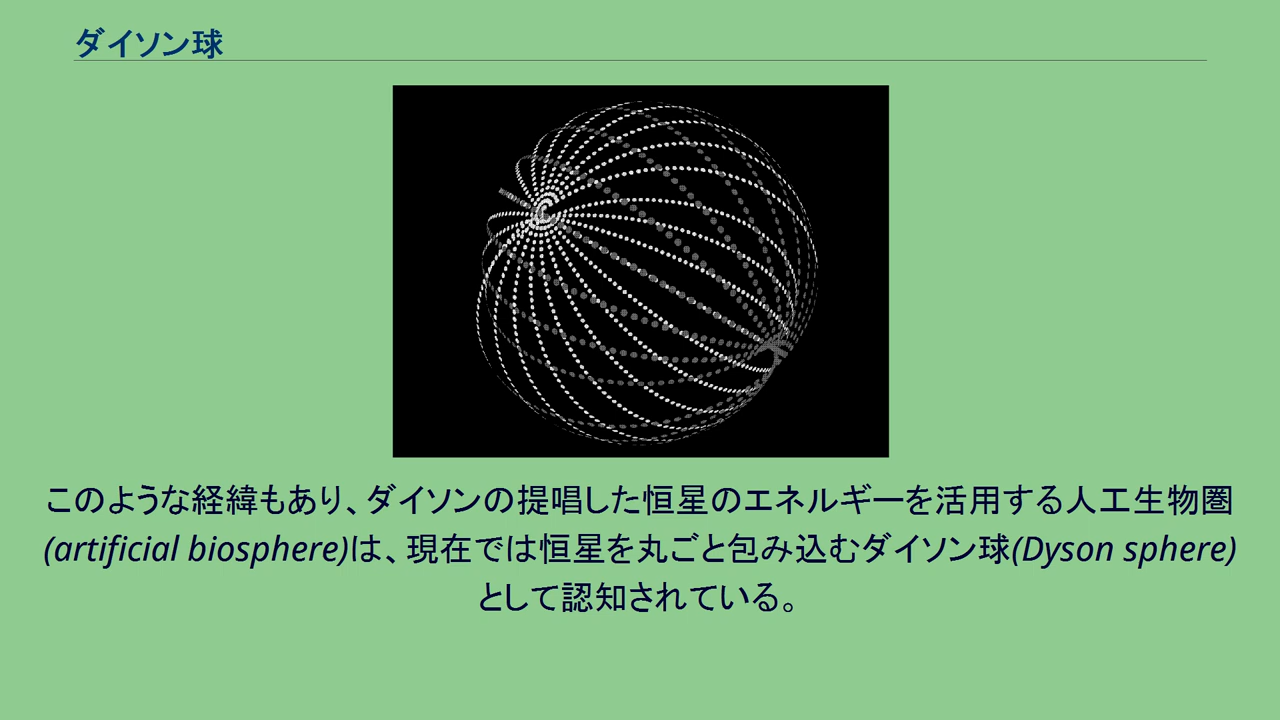 ダイソン球
このような経緯もあり、ダイソンの提唱した恒星のエネルギーを活用する人工生物圏
(artificial biosphere)は、現在では恒星を丸ごと包み込むダイソン球(Dyson sphere)
として認知されている。